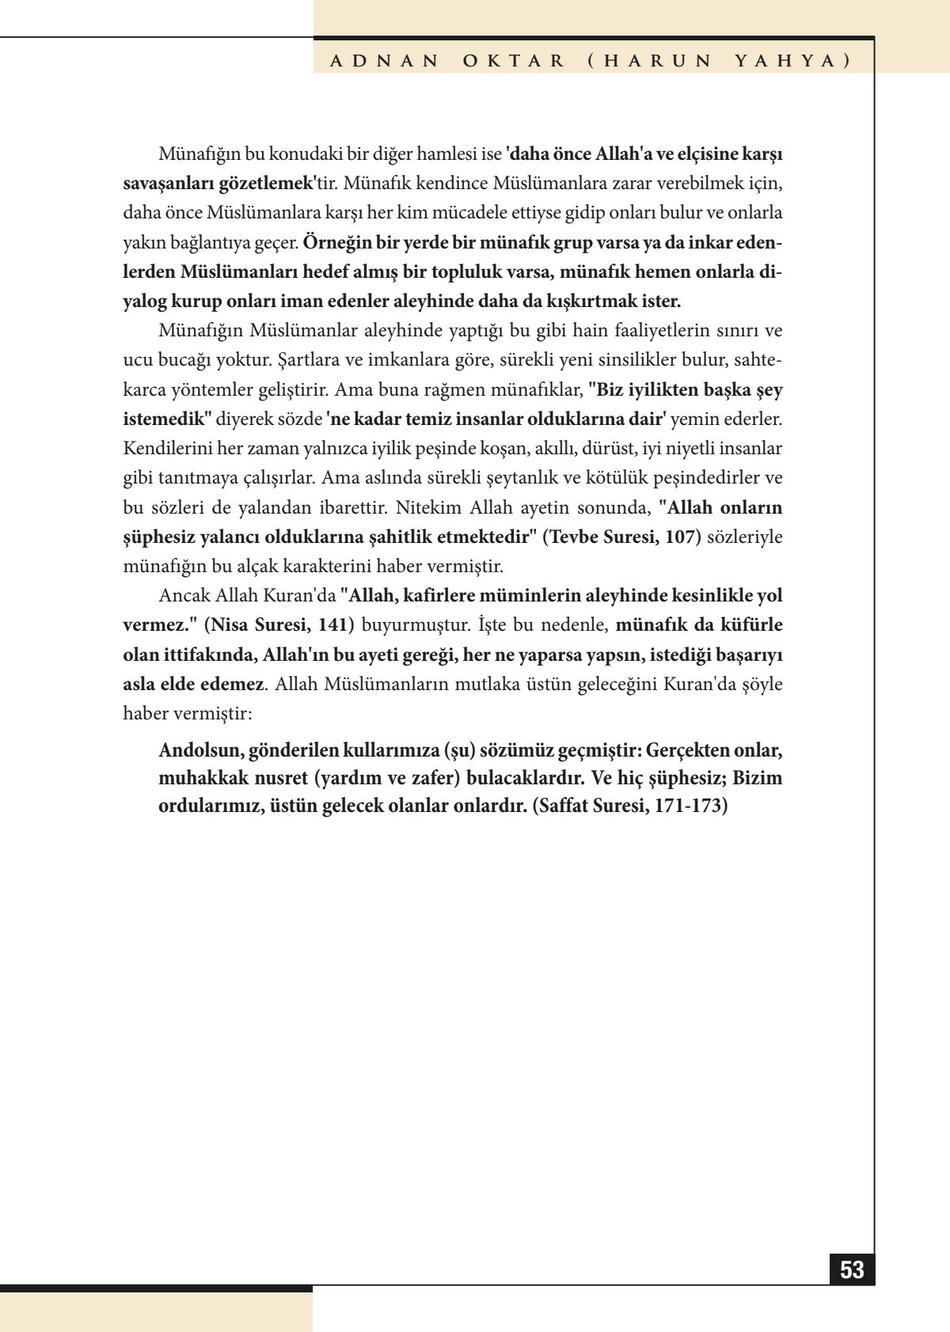 ADNAN OKTAR (HARUN YAHYA)
Münafığın bu konudaki bir diğer hamlesi ise 'daha önce Allah'a ve elçisine karşı
savaşanları gözetlemek'tir. Münafık kendince Müslümanlara zarar verebilmek için,
daha önce Müslümanlara karşı her kim mücadele ettiyse gidip onları bulur ve onlarla
yakın bağlantıya geçer. Örneğin bir yerde bir münafık grup varsa ya da inkar eden-
lerden Müslümanları hedef almış bir topluluk varsa, münafık hemen onlarla di-
yalog kurup onları iman edenler aleyhinde daha da kışkırtmak ister.
Münafığın Müslümanlar aleyhinde yaptığı bu gibi hain faaliyetlerin sınırı ve
ucu bucağı yoktur. Şartlara ve imkanlara göre, sürekli yeni sinsilikler bulur, sahte-
karca yöntemler geliştirir. Ama buna rağmen münafıklar, "Biz iyilikten başka şey
istemedik" diyerek sözde 'ne kadar temiz insanlar olduklarına dair' yemin ederler.
Kendilerini her zaman yalnızca iyilik peşinde koşan, akıllı, dürüst, iyi niyetli insanlar
gibi tanıtmaya çalışırlar. Ama aslında sürekli şeytanlık ve kötülük peşindedirler ve
bu sözleri de yalandan ibarettir. Nitekim Allah ayetin sonunda, "Allah onların
şüphesiz yalancı olduklarına şahitlik etmektedir" (Tevbe Suresi, 107) sözleriyle
münafığın bu alçak karakterini haber vermiştir.
Ancak Allah Kuran'da "Allah, kafirlere müminlerin aleyhinde kesinlikle yol
vermez." (Nisa Suresi, 141) buyurmuştur. İşte bu nedenle, münafık da küfürle
olan ittifakında, Allah'ın bu ayeti gereği, her ne yaparsa yapsın, istediği başarıyı
asla elde edemez. Allah Müslümanların mutlaka üstün geleceğini Kuran'da şöyle
haber vermiştir:
Andolsun, gönderilen kullarımıza (şu) sözümüz geçmiştir: Gerçekten onlar,
muhakkak nusret (yardım ve zafer) bulacaklardır. Ve hiç şüphesiz; Bizim
ordularımız, üstün gelecek olanlar onlardır. (Saffat Suresi, 171-173)
53